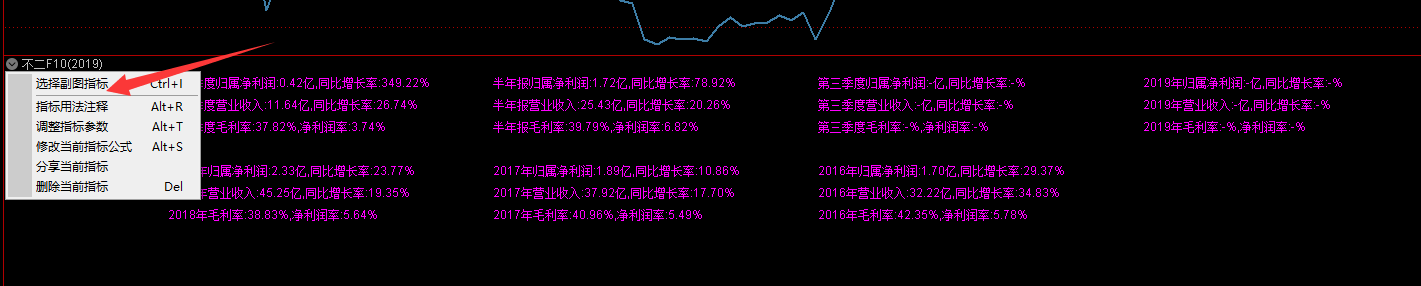 不二F10(2019)
选择副图指标 Ctrl+I
指标用法注释 Alt+R
调整指标参数 Alt+T
修改当前指标公式 Alt+S
分享当前指标
删除当前指标 Del
度归属净利润:0.42亿,同比增长率:349.22% 半年报归属净利润:1.72亿,同比增长率:78.92% 第三季度归属净利润:-亿,同比增长率:-% 2019年归属净利润:-亿,同比增长率:-%
度营业收入:11.64亿,同比增长率:26.74% 半年报营业收入:25.43亿,同比增长率:20.26% 第三季度营业收入:-亿,同比增长率:-% 2019年营业收入:-亿,同比增长率:-%
度毛利率:37.82%,净利润率:3.74% 半年报毛利率:39.79%,净利润率:6.82% 第三季度毛利率:-%,净利润率:-% 2019年毛利率:-%,净利润率:-%
年归属净利润:2.33亿,同比增长率:23.77% 2017年归属净利润:1.89亿,同比增长率:10.86% 2016年归属净利润:1.70亿,同比增长率:29.37%
年营业收入:45.25亿,同比增长率:19.35% 2017年营业收入:37.92亿,同比增长率:17.70% 2016年营业收入:32.22亿,同比增长率:34.83%
2018年毛利率:38.83%,净利润率:5.64% 2017年毛利率:40.96%,净利润率:5.49% 2016年毛利率:42.35%,净利润率:5.78%